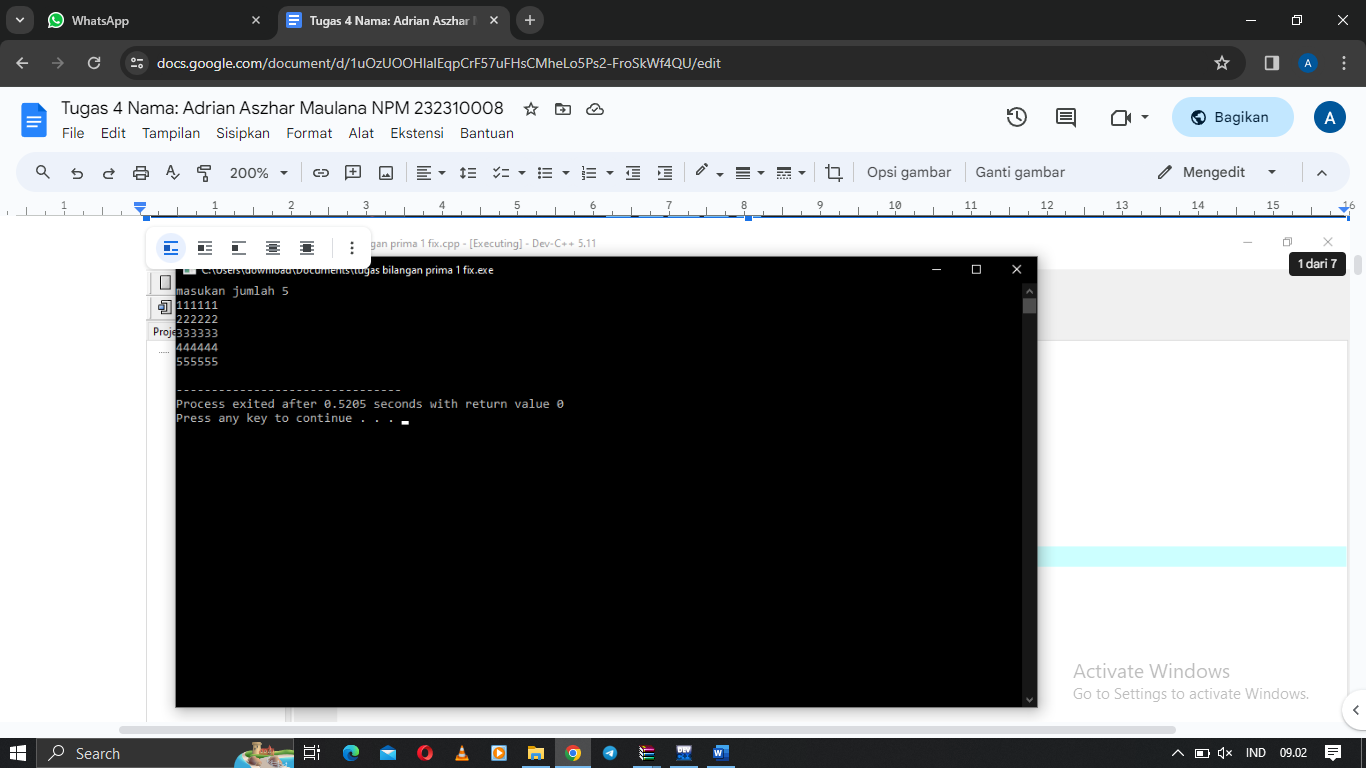 WhatsApp
Tugas 4 Nama: Adrian Aszhar
docs.google.com/document/d/1uOzUOOHlalEqpCrF57uFHsCMheLo5Ps2-FroSkWf4QU/edit
A
Tugas 4 Nama: Adrian Aszhar Maulana NPM 232310008
File Edit Tampilan Sisipkan Format Alat Ekstensi Bantuan
Bagikan
A
200%
Opsi gambar
Ganti gambar
Mengedit
1 1 2 3 4 5 6 7 8 9 10 11 12 13 14 15 16
gan prima 1 fix.cpp - [Executing] - Dev-C++ 5.11
1 dari 7
C:\Users\download\Documents\tugas bilangan prima 1 fix.exe
Proje
masukan jumlah 5
111111
222222
333333
444444
555555
--------------------------------
Process exited after 0.5205 seconds with return value 0
Press any key to continue . . .
Activate Windows
Go to Settings to activate Windows.
Search
DEV
W
IND
09.02